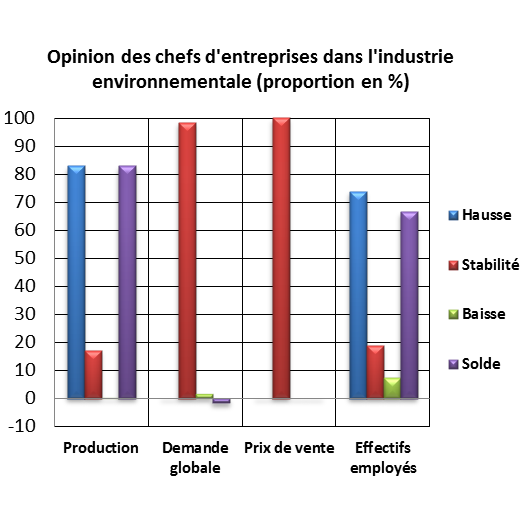 Opinion des chefs d'entreprises dans l'industrie
environnementale (proportion en %)
100
90
80
70
60
50
40
30
20
10
0
-10
Production
Demande
globale
Prix de vente
Effectifs
employés
Hausse
Stabilité
Baisse
Solde